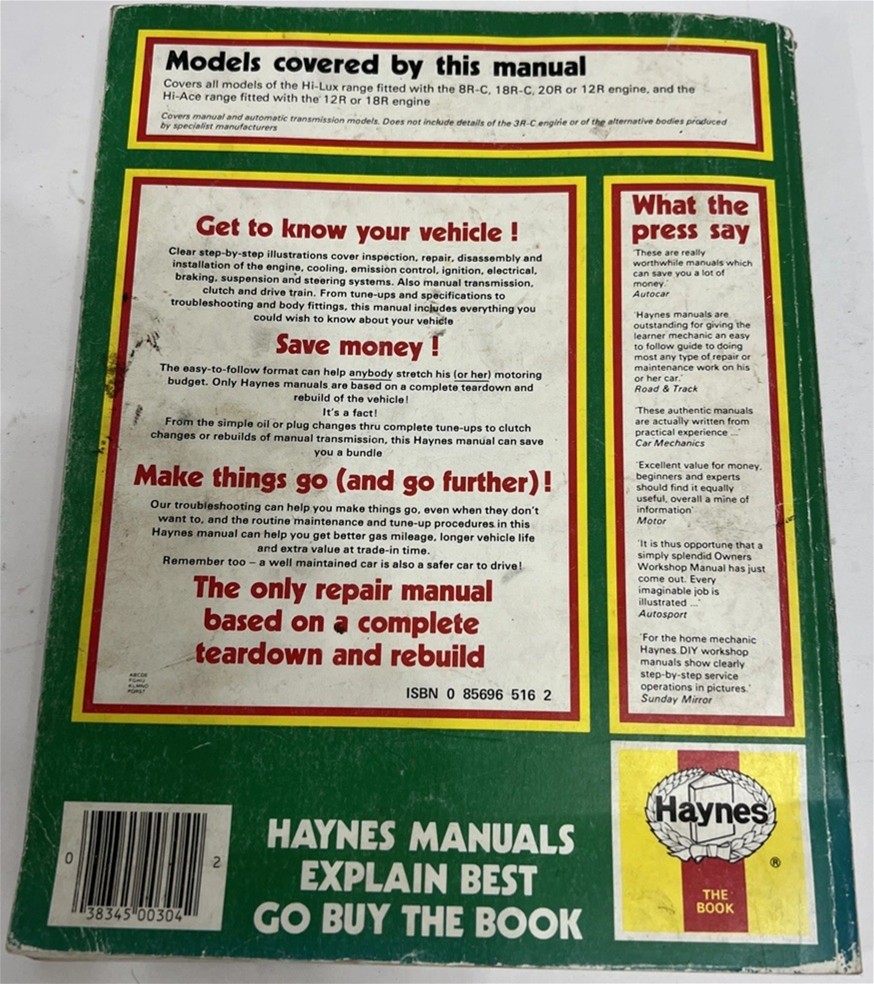 Models covered by this manual
Covers all models of the Hi-Lux range fitted with the 8R-C, 18R-C, 20R or 12R engine, and the
Hi-Ace range fitted with the 12R or 18R engine
Covers manual and automatic transmission models. Does not include details of the 3R-C engine or of the alternative bodies produced
by specialist manufacturers
Get to know your vehicle !
Clear step-by-step illustrations cover inspection, repair, disassembly and
installation of the engine, cooling, emission control, ignition, electrical,
braking, suspension and steering systems. Also manual transmission,
clutch and drive train. From tune-ups and specifications to
troubleshooting and body fittings, this manual includes everything you
could wish to know about your vehicle
Save money !
The easy-to-follow format can help anybody stretch his (or her) motoring
budget. Only Haynes manuals are based on a complete teardown and
rebuild of the vehicle!
It's a fact!
From the simple oil or plug changes thru complete tune-ups to clutch
changes or rebuilds of manual transmission, this Haynes manual can save
you a bundle
Make things go (and go further)!
Our troubleshooting can help you make things go, even when they don't
want to, and the routine maintenance and tune-up procedures in this
Haynes manual can help you get better gas mileage, longer vehicle life
and extra value at trade-in time.
Remember too – a well maintained car is also a safer car to drive!
The only repair manual
based on a complete
teardown and rebuild
ISBN 0 85696 516 2
What the
press say
'These are really
worthwhile manuals which
can save you a lot of
money.'
Autocar
'Haynes manuals are
outstanding for giving the
learner mechanic an easy
to follow guide to doing
most any type of repair or
maintenance work on his
or her car.'
Road & Track
'These authentic manuals
are actually written from
practical experience ...'
Car Mechanics
'Excellent value for money,
beginners and experts
should find it equally
useful, overall a mine of
information'
Motor
'It is thus opportune that a
simply splendid Owners
Workshop Manual has just
come out. Every
imaginable job is
illustrated ...'
Autosport
'For the home mechanic
Haynes DIY workshop
manuals show clearly
step-by-step service
operations in pictures.'
Sunday Mirror
0 38345 00304 2
HAYNES MANUALS
EXPLAIN BEST
GO BUY THE BOOK
Haynes
®
THE
BOOK